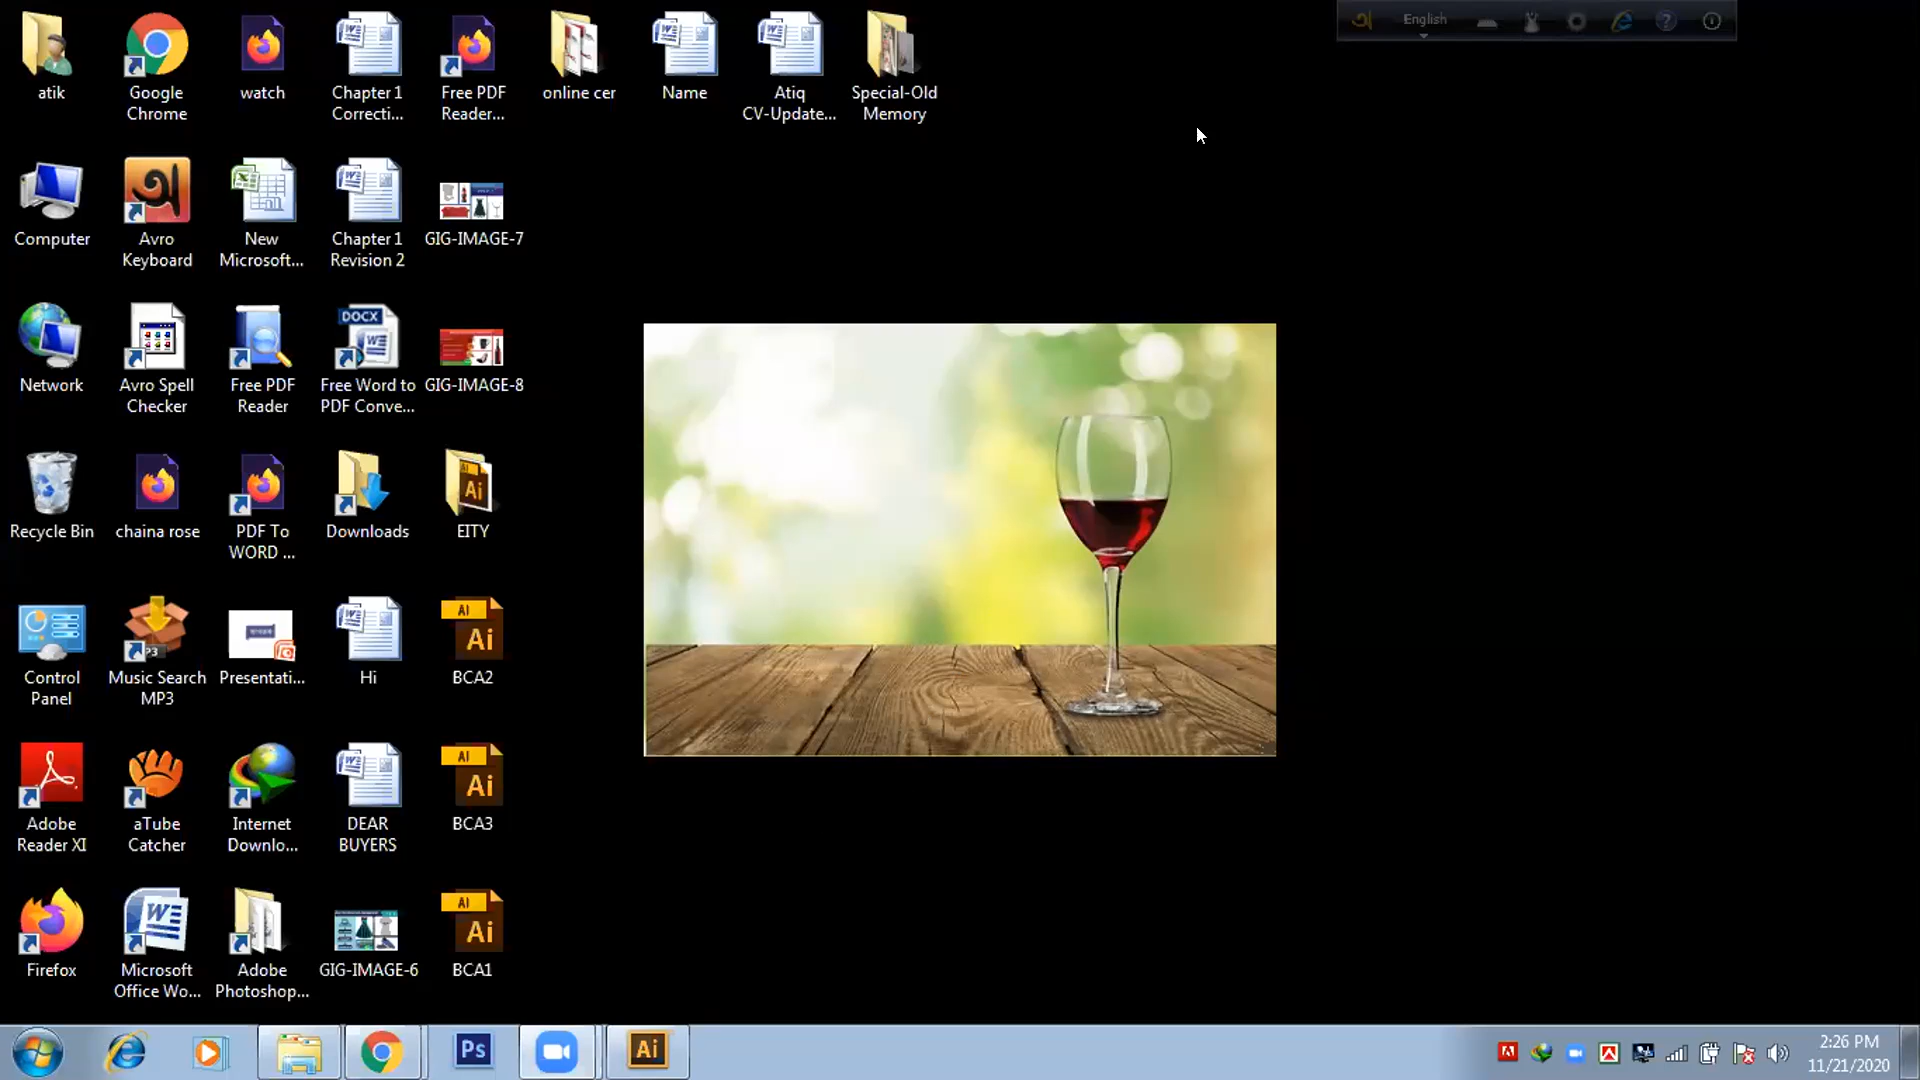 অ English
atik
Google
Chrome
watch
Chapter 1
Correcti...
Free PDF
Reader...
online cer
Name
Atiq
CV-Update...
Special-Old
Memory
Computer
Avro
Keyboard
New
Microsoft...
Chapter 1
Revision 2
GIG-IMAGE-7
Network
Avro Spell
Checker
Free PDF
Reader
DOCX
Free Word to
PDF Conve...
GIG-IMAGE-8
Recycle Bin
chaina rose
PDF To
WORD ...
Downloads
Ai
EITY
Control
Panel
Music Search
MP3
Presentati...
Hi
AI
Ai
BCA2
Adobe
Reader XI
aTube
Catcher
Internet
Downlo...
DEAR
BUYERS
AI
Ai
BCA3
Firefox
Microsoft
Office Wo...
Adobe
Photoshop...
GIG-IMAGE-6
AI
Ai
BCA1
Ps
Ai
2:26 PM
11/21/2020